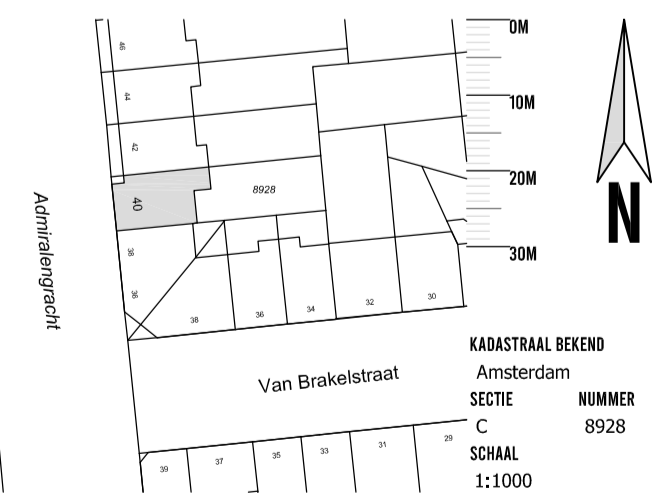 46
44
42
40
8928
38
36
38
36
34
32
30
Admiralengracht
Van Brakelstraat
39
37
35
33
31
29
0M
10M
20M
30M
N
KADASTRAAL BEKEND
Amsterdam
SECTIE NUMMER
C 8928
SCHAAL
1:1000